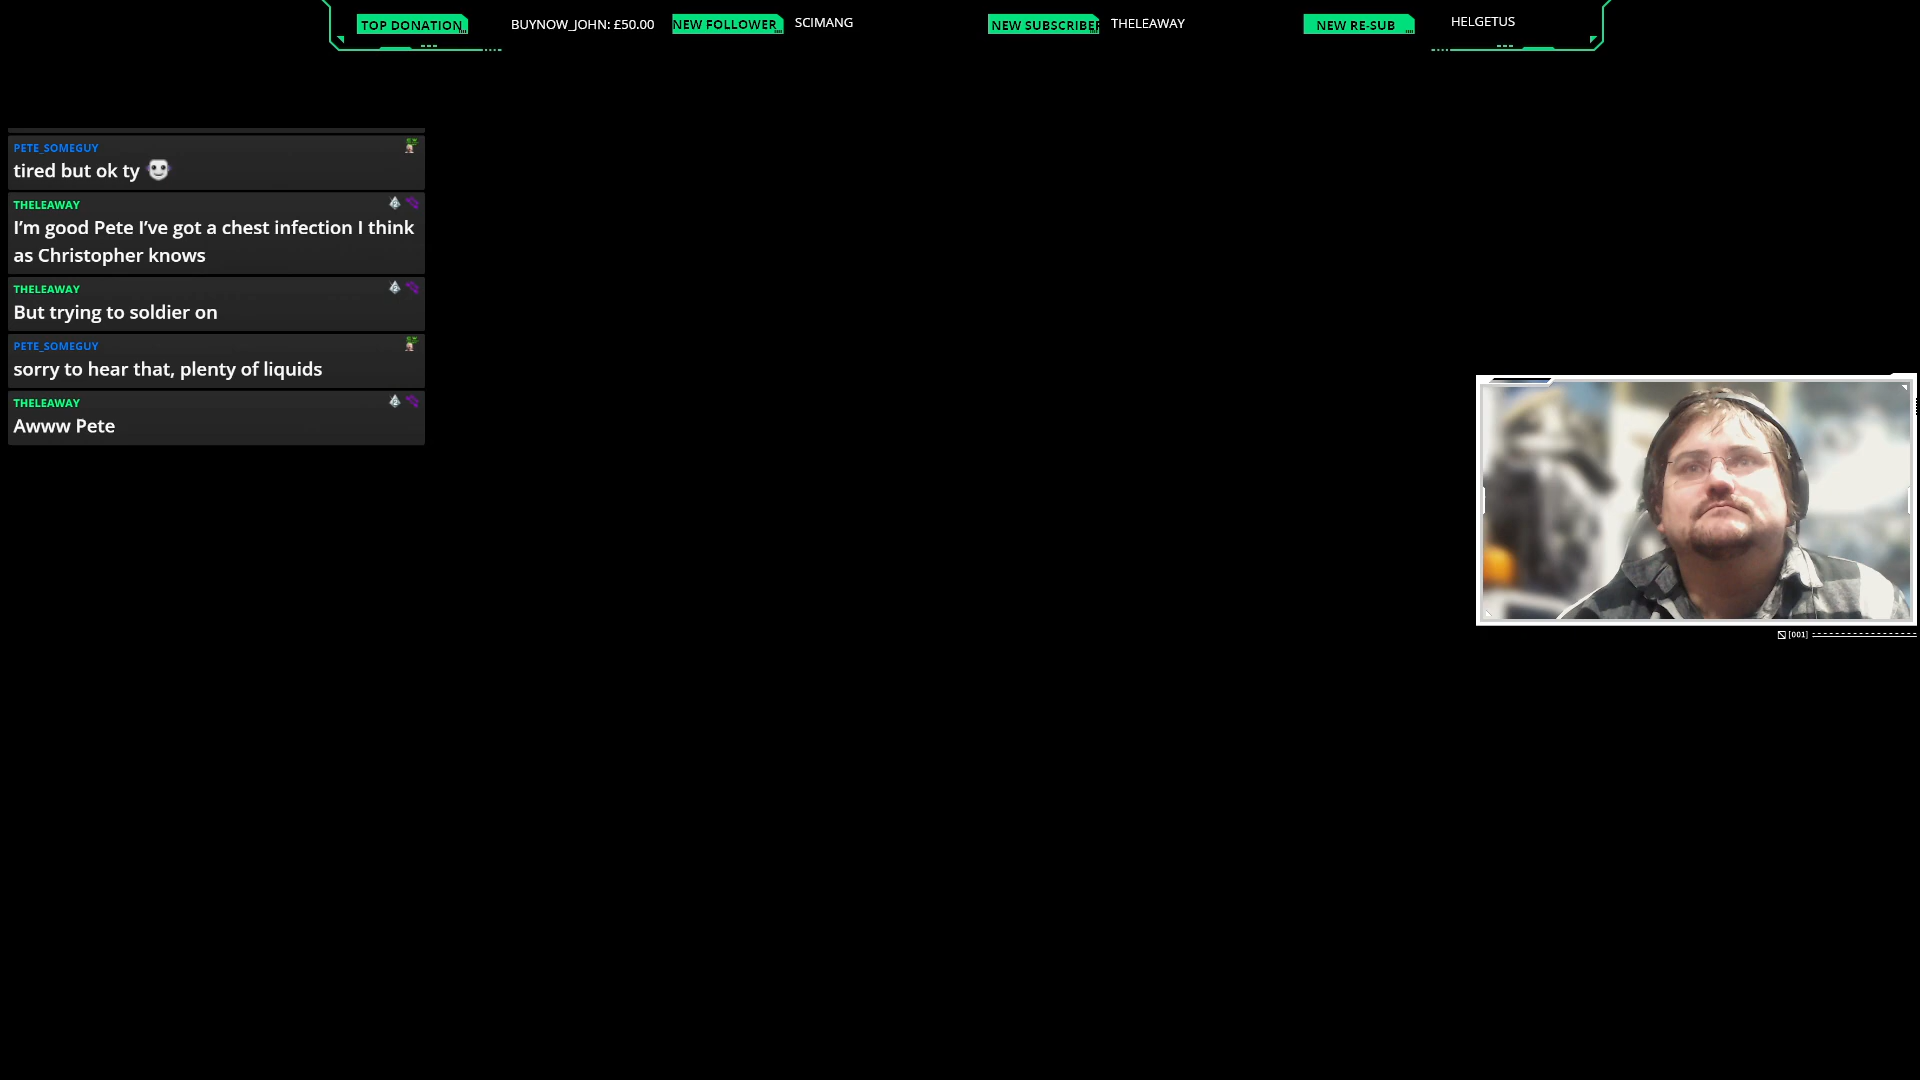 TOP DONATION
BUYNOW_JOHN: £50.00
NEW FOLLOWER
SCIMANG
NEW SUBSCRIBER
THELEAWAY
NEW RE-SUB
HELGETUS
PETE_SOMEGUY
tired but ok ty
THELEAWAY
I’m good Pete I’ve got a chest infection I think
as Christopher knows
THELEAWAY
But trying to soldier on
PETE_SOMEGUY
sorry to hear that, plenty of liquids
THELEAWAY
Awww Pete
[001]